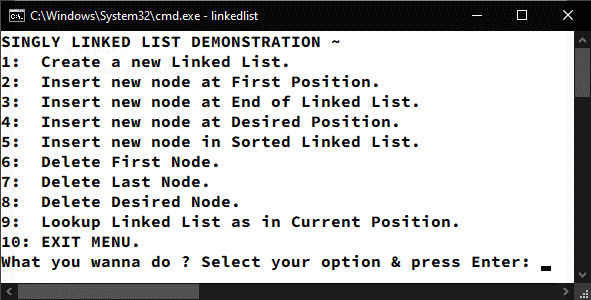 C:\Windows\System32\cmd.exe - linkedlist
SINGLY LINKED LIST DEMONSTRATION ~
1:  Create a new Linked List.
2:  Insert new node at First Position.
3:  Insert new node at End of Linked List.
4:  Insert new node at Desired Position.
5:  Insert new node in Sorted Linked List.
6:  Delete First Node.
7:  Delete Last Node.
8:  Delete Desired Node.
9:  Lookup Linked List as in Current Position.
10: EXIT MENU.
What you wanna do ? Select your option & press Enter: _